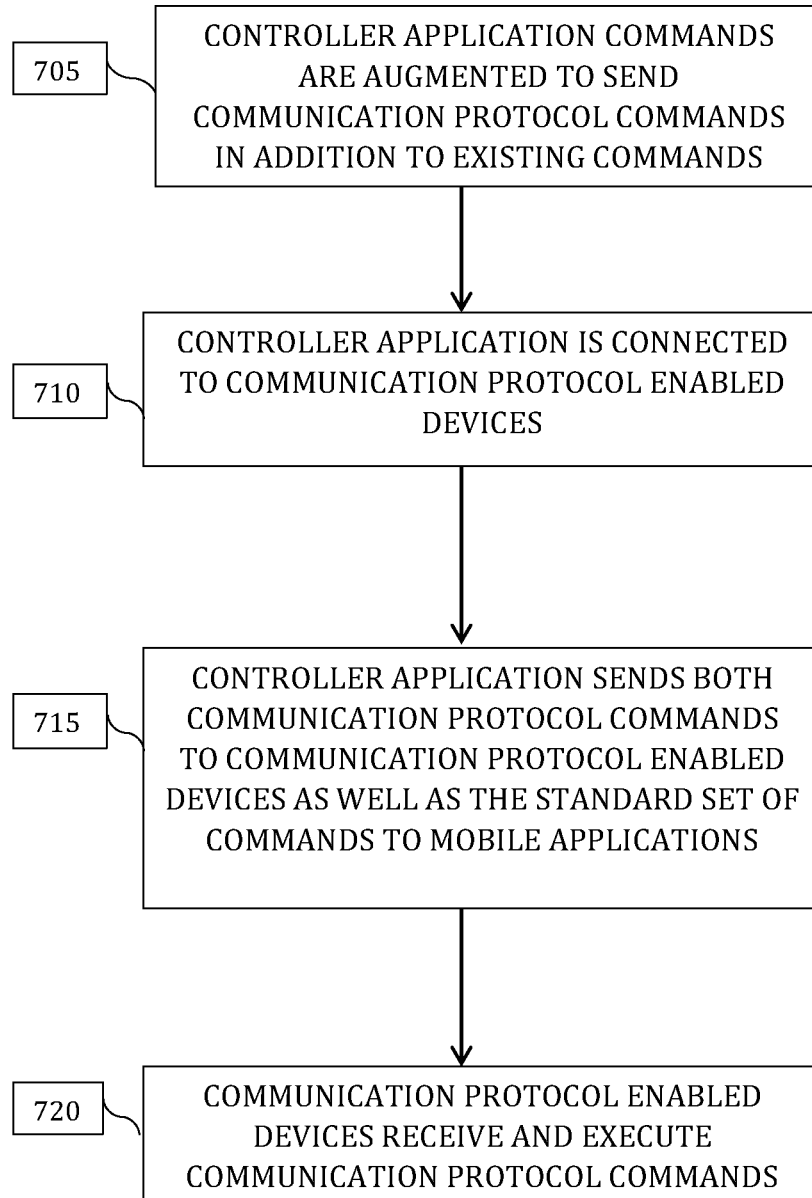 705
CONTROLLER APPLICATION COMMANDS
ARE AUGMENTED TO SEND
COMMUNICATION PROTOCOL COMMANDS
IN ADDITION TO EXISTING COMMANDS
710
CONTROLLER APPLICATION IS CONNECTED
TO COMMUNICATION PROTOCOL ENABLED
DEVICES
715
CONTROLLER APPLICATION SENDS BOTH
COMMUNICATION PROTOCOL COMMANDS
TO COMMUNICATION PROTOCOL ENABLED
DEVICES AS WELL AS THE STANDARD SET OF
COMMANDS TO MOBILE APPLICATIONS
720
COMMUNICATION PROTOCOL ENABLED
DEVICES RECEIVE AND EXECUTE
COMMUNICATION PROTOCOL COMMANDS